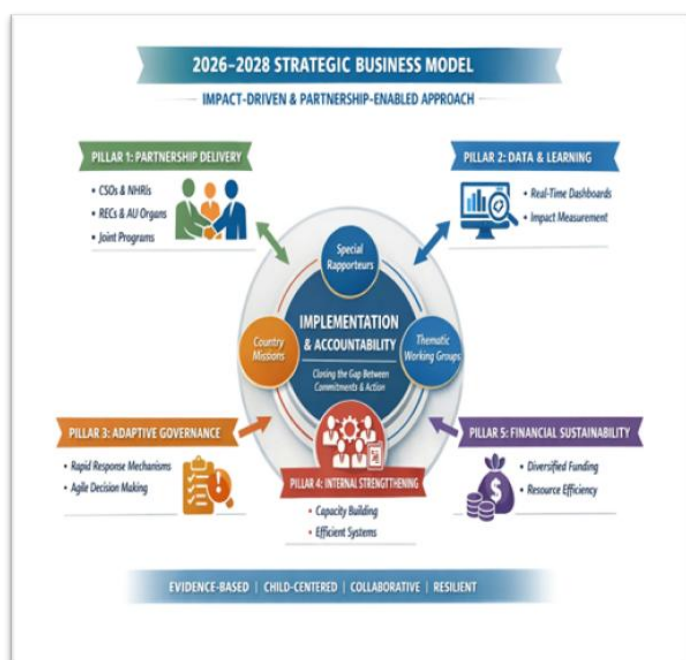 2026–2028 STRATEGIC BUSINESS MODEL
IMPACT-DRIVEN & PARTNERSHIP-ENABLED APPROACH
PILLAR 1: PARTNERSHIP DELIVERY
• CSOs & NHRIs
• RECs & AU Organs
• Joint Programs
PILLAR 2: DATA & LEARNING
• Real-Time Dashboards
• Impact Measurement
Special
Rapporteurs
Country
Missions
IMPLEMENTATION
& ACCOUNTABILITY
Closing the Gap Between
Commitments & Action
Thematic
Working Groups
PILLAR 3: ADAPTIVE GOVERNANCE
• Rapid Response Mechanisms
• Agile Decision Making
PILLAR 4: INTERNAL STRENGTTHENING
• Capacity Building
• Efficient Systems
PILLAR 5: FINANCIAL SUSTAINABILITY
• Diversified Funding
• Resource Efficiency
$
EVIDENCE-BASED | CHILD-CENTERED | COLLABORATIVE | RESILIENT